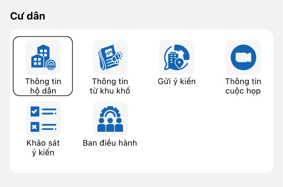 Cư dân
Thông tin
hộ dân
Thông tin
từ khu khố
Gửi ý kiến
Thông tin
cuộc họp
Khảo sát
ý kiến
Ban điều hành